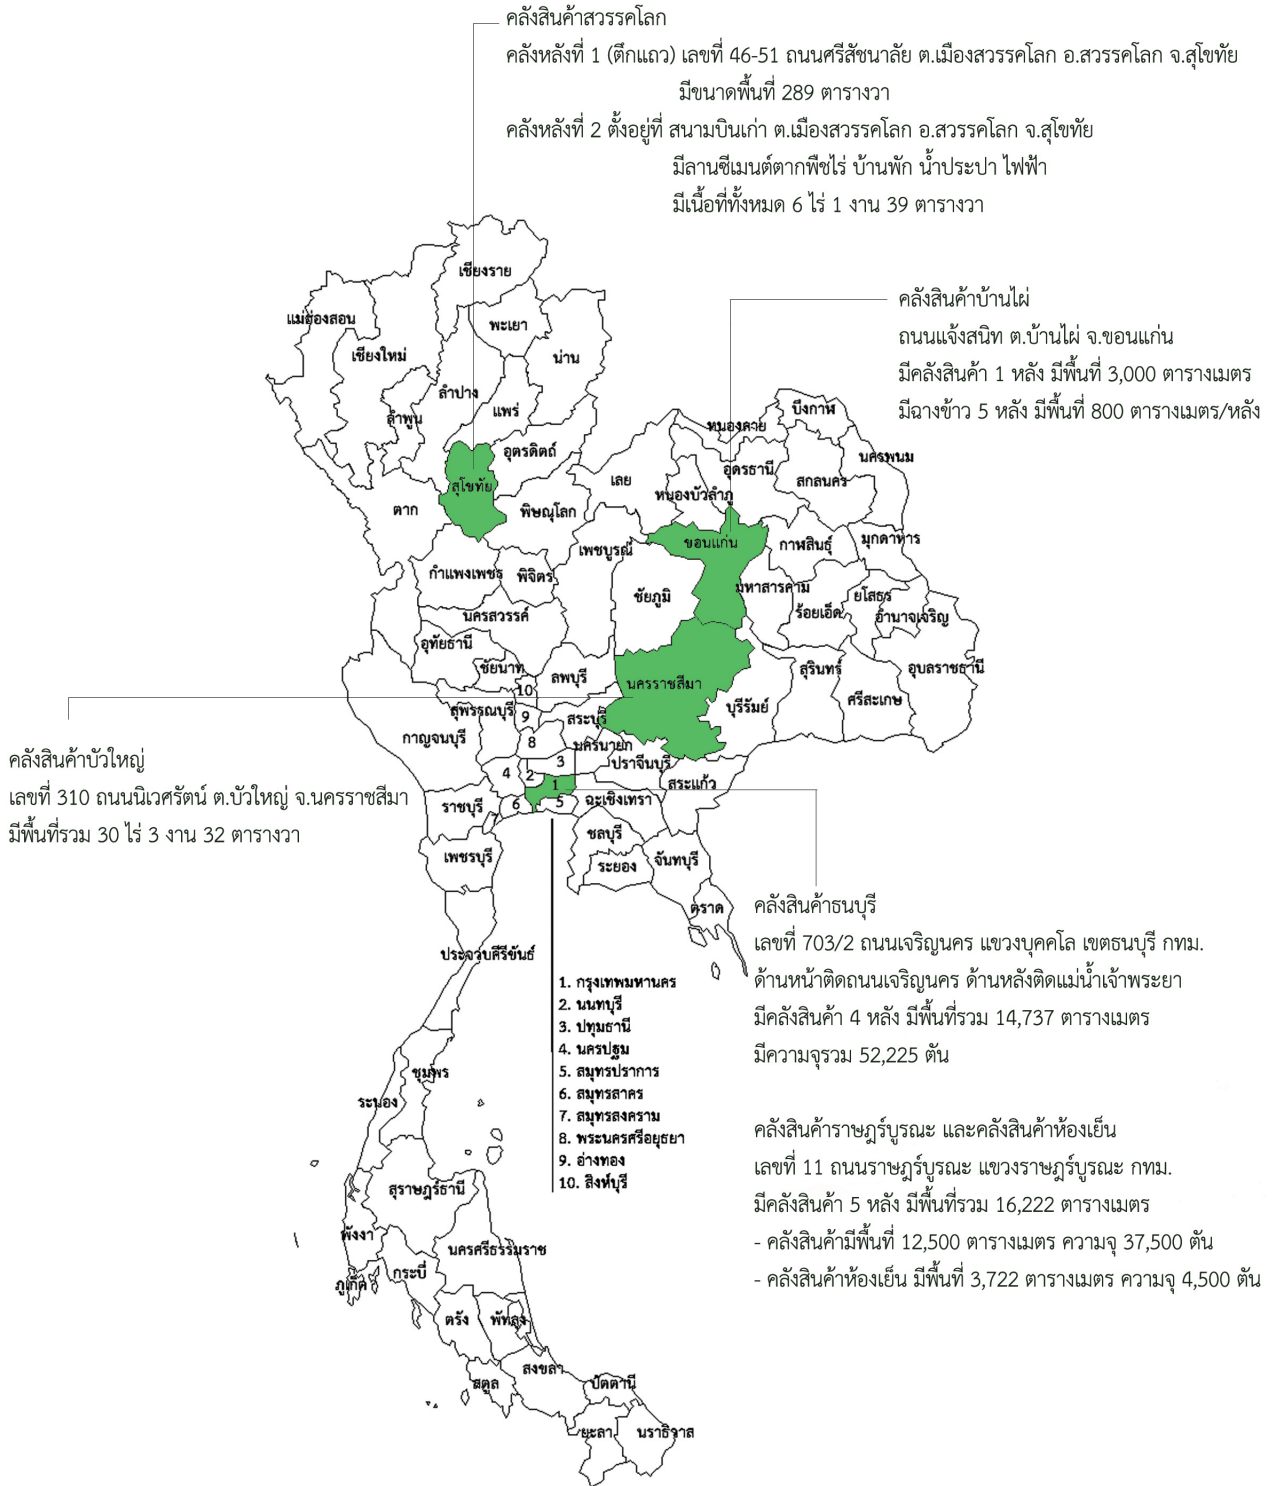 คลังสินค้าสวรรคโลก
คลังหลังที่ 1 (ตึกแถว) เลขที่ 46-51 ถนนศรีสัชนาลัย ต.เมืองสวรรคโลก อ.สวรรคโลก จ.สุโขทัย
มีขนาดพื้นที่ 289 ตารางวา
คลังหลังที่ 2 ตั้งอยู่ที่ สนามบินเก่า ต.เมืองสวรรคโลก อ.สวรรคโลก จ.สุโขทัย
มีลานซีเมนต์ตากพืชไร่ บ้านพัก น้ำประปา ไฟฟ้า
มีเนื้อที่ทั้งหมด 6 ไร่ 1 งาน 39 ตารางวา
คลังสินค้าบ้านไผ่
ถนนแจ้งสนิท ต.บ้านไผ่ จ.ขอนแก่น
มีคลังสินค้า 1 หลัง มีพื้นที่ 3,000 ตารางเมตร
มีฉางข้าว 5 หลัง มีพื้นที่ 800 ตารางเมตร/หลัง
เชียงราย
แม่ฮ่องสอน
พะเยา
เชียงใหม่
น่าน
ลำปาง
แพร่
ลำพูน
บึงกาฬ
หนองคาย
อุตรดิตถ์
นครพนม
อุดรธานี
เลย
สกลนคร
สุโขทัย
หนองบัวลำภู
ตาก
พิษณุโลก
มุกดาหาร
ขอนแก่น
กาฬสินธุ์
เพชรบูรณ์
กำแพงเพชร
พิจิตร
มหาสารคาม
ชัยภูมิ
ยโสธร
ร้อยเอ็ด
อำนาจเจริญ
นครสวรรค์
อุทัยธานี
ชัยนาท
ลพบุรี
สุรินทร์
อุบลราชธานี
นครราชสีมา
10
ศรีสะเกษ
บุรีรัมย์
สุพรรณบุรี
9
สระบุรี
กาญจนบุรี
8
นครนายก
3
ปราจีนบุรี
4
2
1
สระแก้ว
ราชบุรี
6
5
ฉะเชิงเทรา
7
ชลบุรี
เพชรบุรี
ระยอง
จันทบุรี
ตราด
ประจวบคีรีขันธ์
คลังสินค้าบัวใหญ่
เลขที่ 310 ถนนนิเวศรัตน์ ต.บัวใหญ่ จ.นครราชสีมา
มีพื้นที่รวม 30 ไร่ 3 งาน 32 ตารางวา
คลังสินค้าธนบุรี
เลขที่ 703/2 ถนนเจริญนคร แขวงบุคคโล เขตธนบุรี กทม.
ด้านหน้าติดถนนเจริญนคร ด้านหลังติดแม่น้ำเจ้าพระยา
มีคลังสินค้า 4 หลัง มีพื้นที่รวม 14,737 ตารางเมตร
มีความจุรวม 52,225 ตัน
1. กรุงเทพมหานคร
2. นนทบุรี
3. ปทุมธานี
4. นครปฐม
5. สมุทรปราการ
6. สมุทรสาคร
7. สมุทรสงคราม
8. พระนครศรีอยุธยา
9. อ่างทอง
10. สิงห์บุรี
คลังสินค้าราษฎร์บูรณะ และคลังสินค้าห้องเย็น
เลขที่ 11 ถนนราษฎร์บูรณะ แขวงราษฎร์บูรณะ กทม.
มีคลังสินค้า 5 หลัง มีพื้นที่รวม 16,222 ตารางเมตร
- คลังสินค้ามีพื้นที่ 12,500 ตารางเมตร ความจุ 37,500 ตัน
- คลังสินค้าห้องเย็น มีพื้นที่ 3,722 ตารางเมตร ความจุ 4,500 ตัน
ชุมพร
ระนอง
สุราษฎร์ธานี
พังงา
นครศรีธรรมราช
กระบี่
ภูเก็ต
ตรัง
พัทลุง
สงขลา
สตูล
ปัตตานี
ยะลา
นราธิวาส